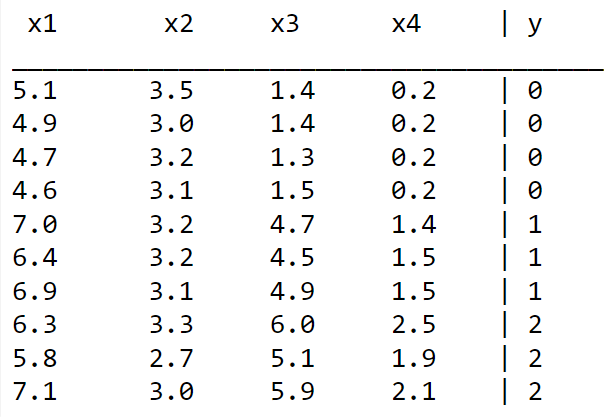 x1 x2 x3 x4 | y
5.1 3.5 1.4 0.2 | 0
4.9 3.0 1.4 0.2 | 0
4.7 3.2 1.3 0.2 | 0
4.6 3.1 1.5 0.2 | 0
7.0 3.2 4.7 1.4 | 1
6.4 3.2 4.5 1.5 | 1
6.9 3.1 4.9 1.5 | 1
6.3 3.3 6.0 2.5 | 2
5.8 2.7 5.1 1.9 | 2
7.1 3.0 5.9 2.1 | 2